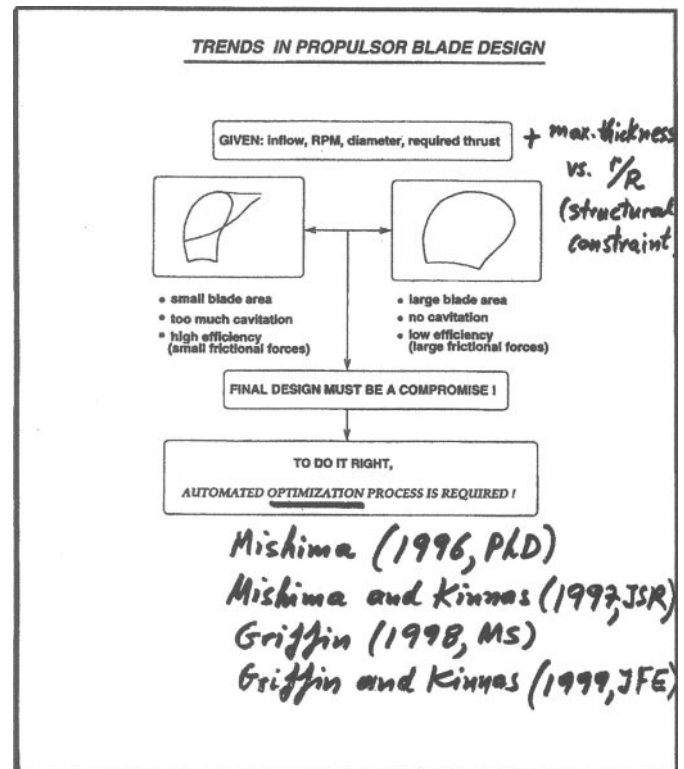 TRENDS IN PROPULSOR BLADE DESIGN
GIVEN: inflow, RPM, diameter, required thrust
+ max. thickness
vs. r/R
(structural
constraint
• small blade area
• too much cavitation
• high efficiency
(small frictional forces)
• large blade area
• no cavitation
• low efficiency
(large frictional forces)
FINAL DESIGN MUST BE A COMPROMISE !
TO DO IT RIGHT,
AUTOMATED OPTIMIZATION PROCESS IS REQUIRED !
Mishima (1996, PhD)
Mishima and Kinnas (1997, JSR)
Griffin (1998, MS)
Griffin and Kinnas (1999, JFE)